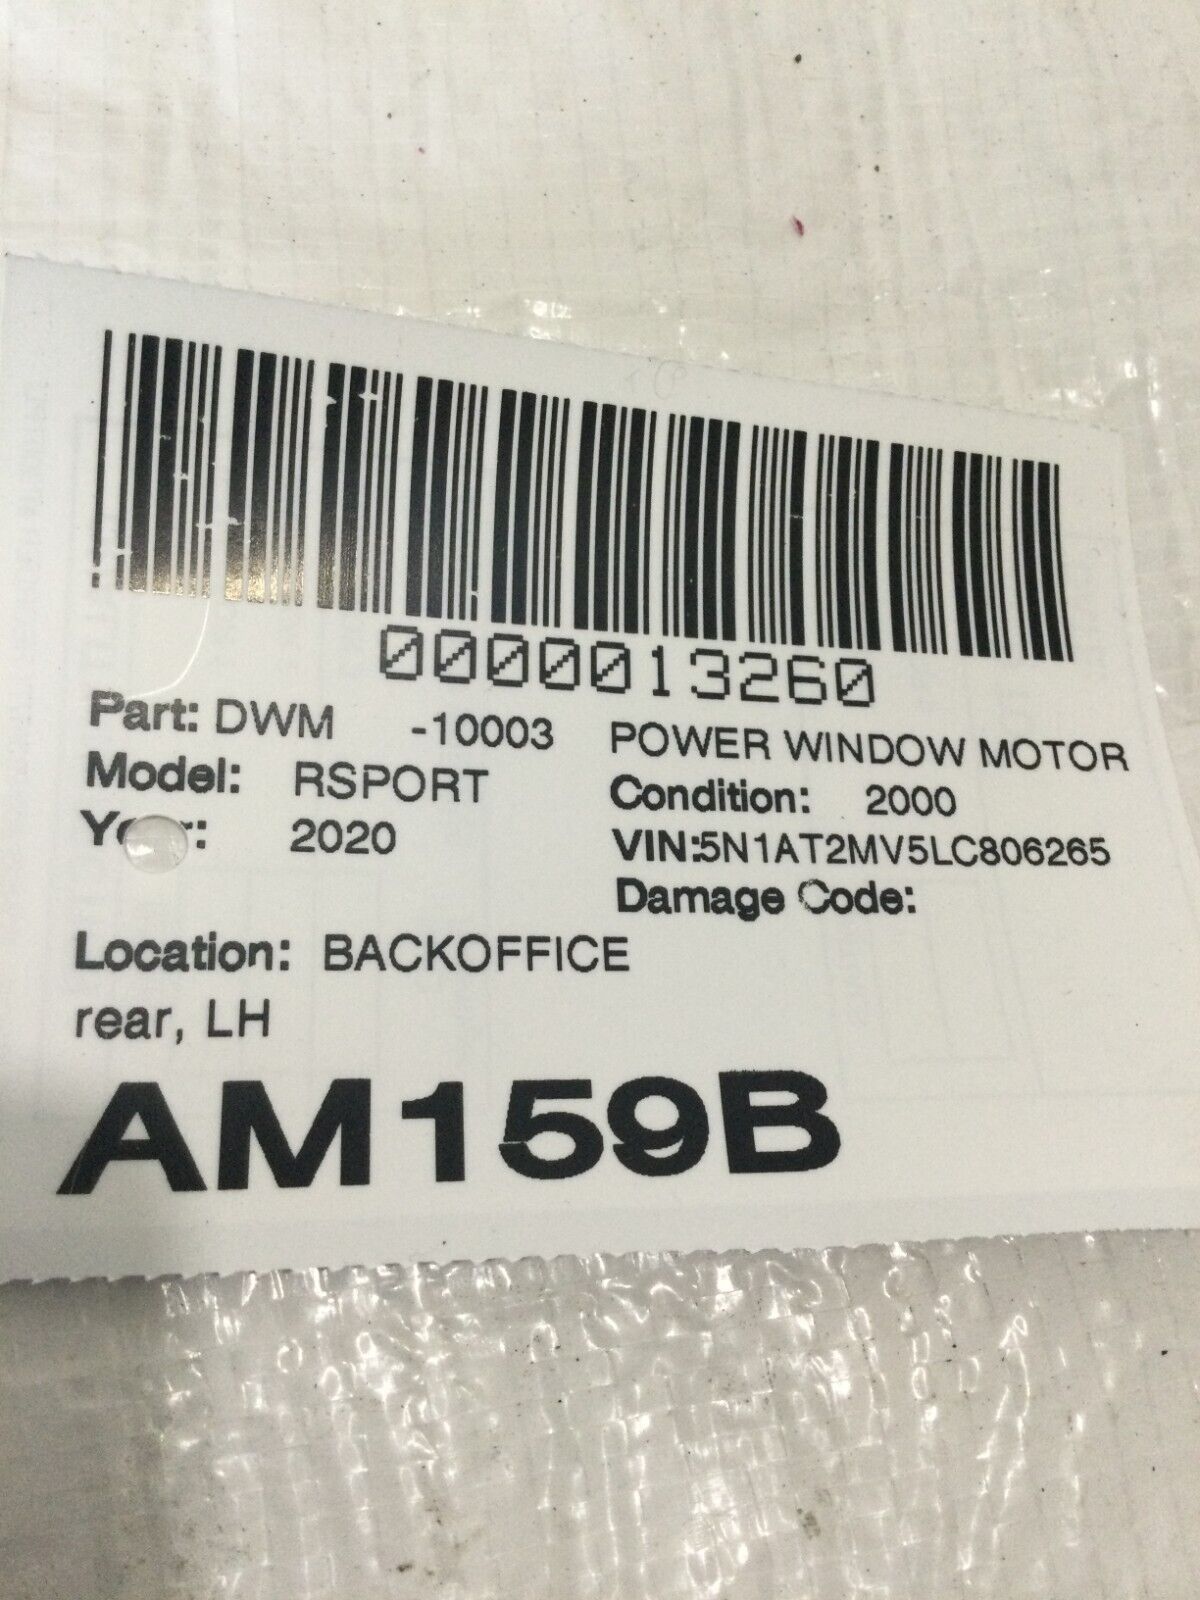 0000013260
Part: DWM -10003 POWER WINDOW MOTOR
Model: RSPORT Condition: 2000
Year: 2020 VIN:5N1AT2MV5LC806265
Damage Code:
Location: BACKOFFICE
rear, LH
AM159B